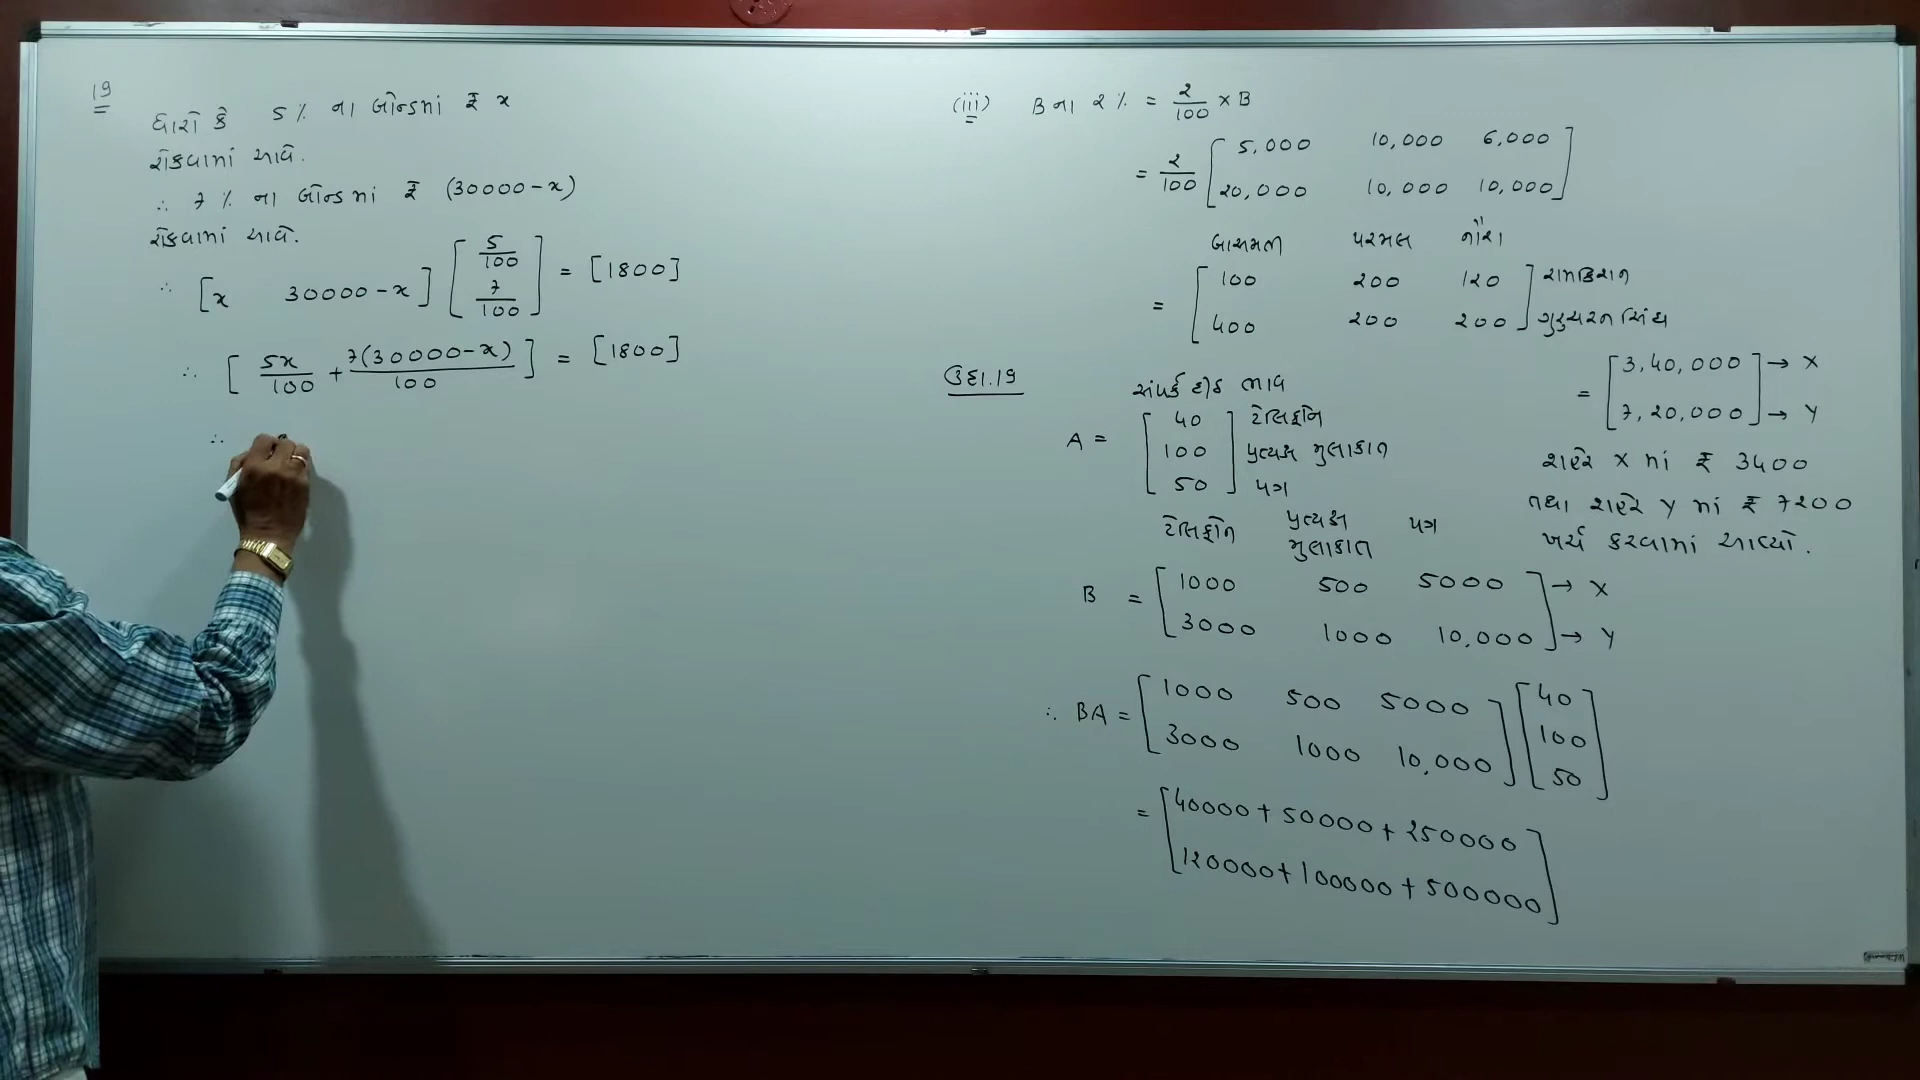 19
ધારો કે 5 % ના બોન્ડમાં ₹ x
રોકવામાં આવે.
∴ 7 % ના બોન્ડમાં ₹ (30000 - x)
રોકવામાં આવે.
∴ [ x 30000 - x ] [ 5/100 7/100 ] = [1800]
∴ [ 5x/100 + 7(30000 - x)/100 ] = [1800]
∴
(iii) B ના ૨ % = 2/100 × B
= 2/100 [ 5,000 10,000 6,000
20,000 10,000 10,000 ]
બાસમતી પરમલ નૌરા
= [ 100 200 120 ] રામકિશન
[ 400 200 200 ] ગુરુચરન સિંઘ
ઉદા.19
સંપર્ક દીઠ ભાવ
A = [ 40 ] ટેલિફોન
[ 100 ] પ્રત્યક્ષ મુલાકાત
[ 50 ] પત્ર
ટેલિફોન પ્રત્યક્ષ મુલાકાત પત્ર
B = [ 1000 500 5000 ] → X
[ 3000 1000 10,000 ] → Y
∴ BA = [ 1000 500 5000 ] [ 40
[ 3000 1000 10,000 ] 100
50 ]
= [ 40000 + 50000 + 250000
120000 + 100000 + 500000 ]
= [ 3,40,000 ] → X
[ 7,20,000 ] → Y
શહેર X માં ₹ 3400
તથા શહેર Y માં ₹ 7200
ખર્ચ કરવામાં આવ્યો.